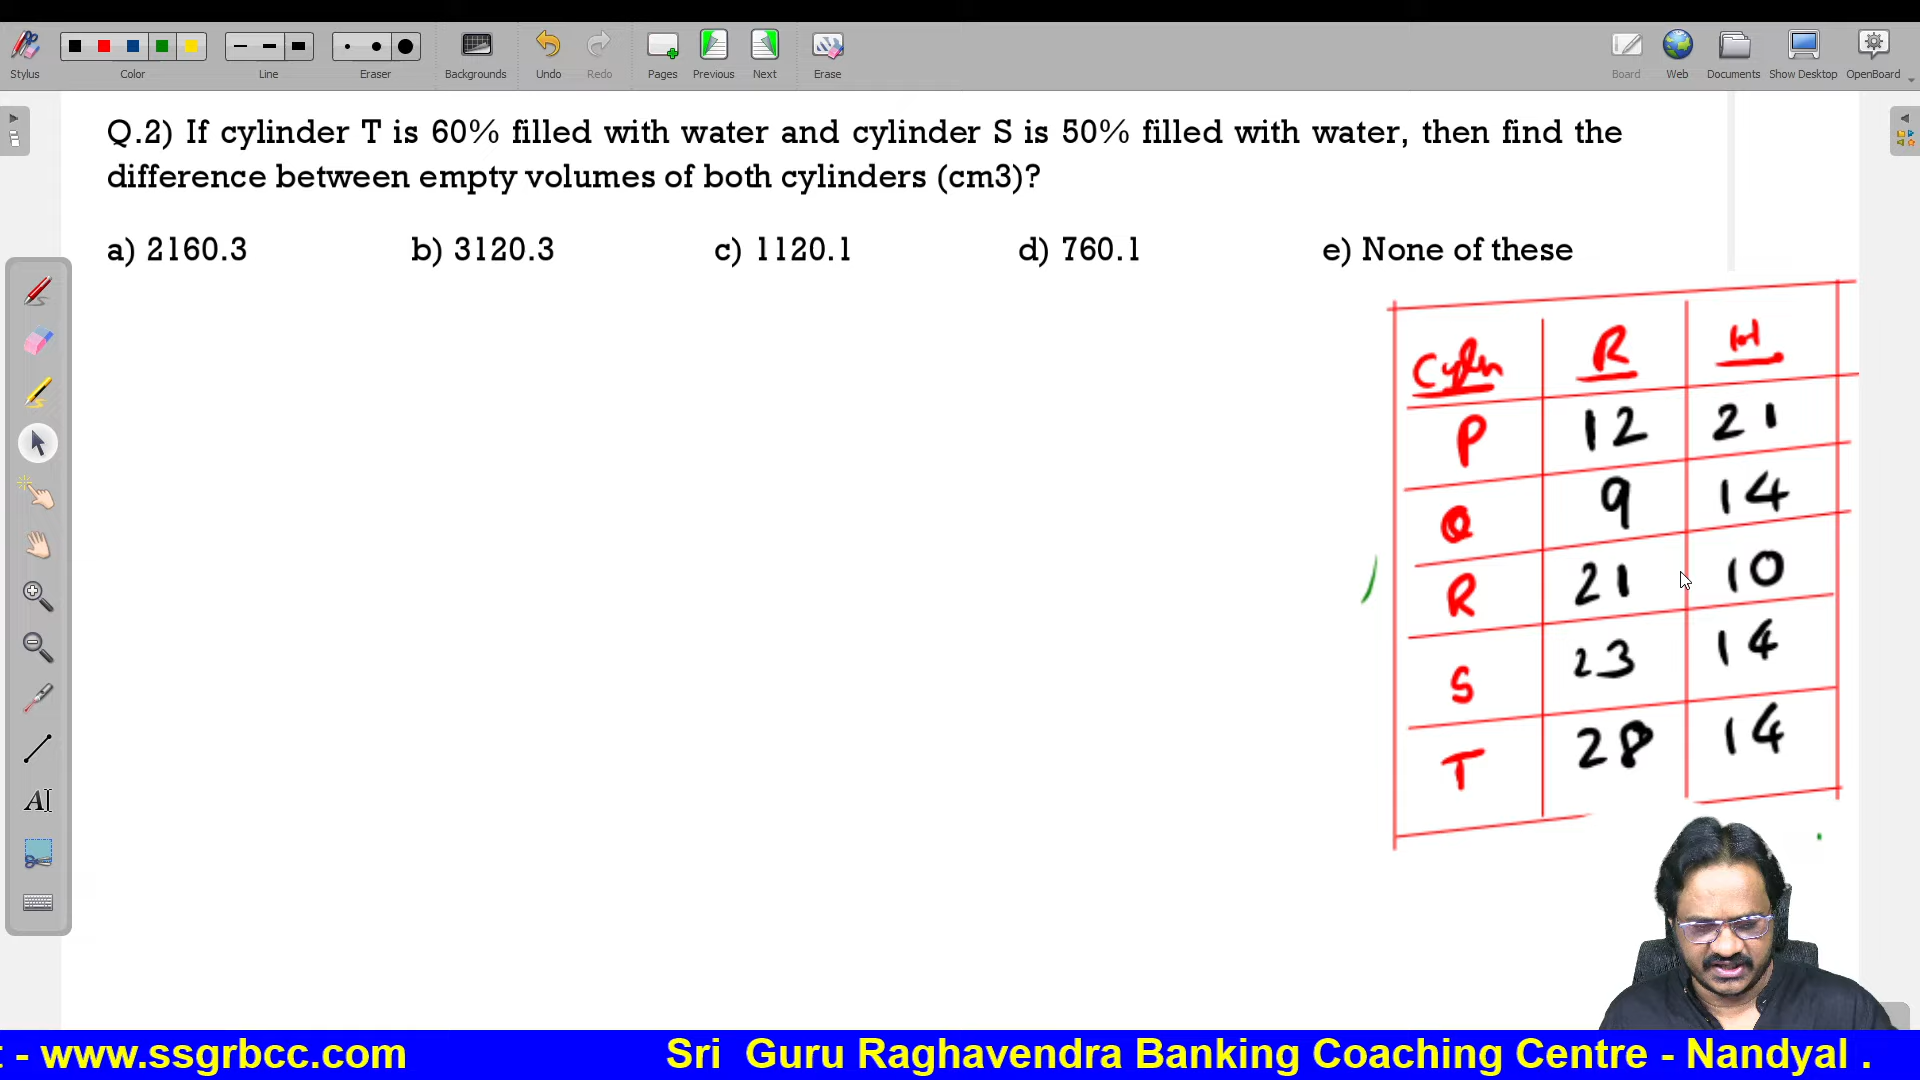 Stylus
Color
Line
Eraser
Backgrounds
Undo
Redo
Pages
Previous
Next
Erase
Board
Web
Documents
Show Desktop
OpenBoard
Q.2) If cylinder T is 60% filled with water and cylinder S is 50% filled with water, then find the
difference between empty volumes of both cylinders (cm3)?
a) 2160.3 b) 3120.3 c) 1120.1 d) 760.1 e) None of these
R H
P 12 21
Q 9 14
R 21 10
S 23 14
T 28 14
- www.ssgrbcc.com Sri Guru Raghavendra Banking Coaching Centre - Nandyal .